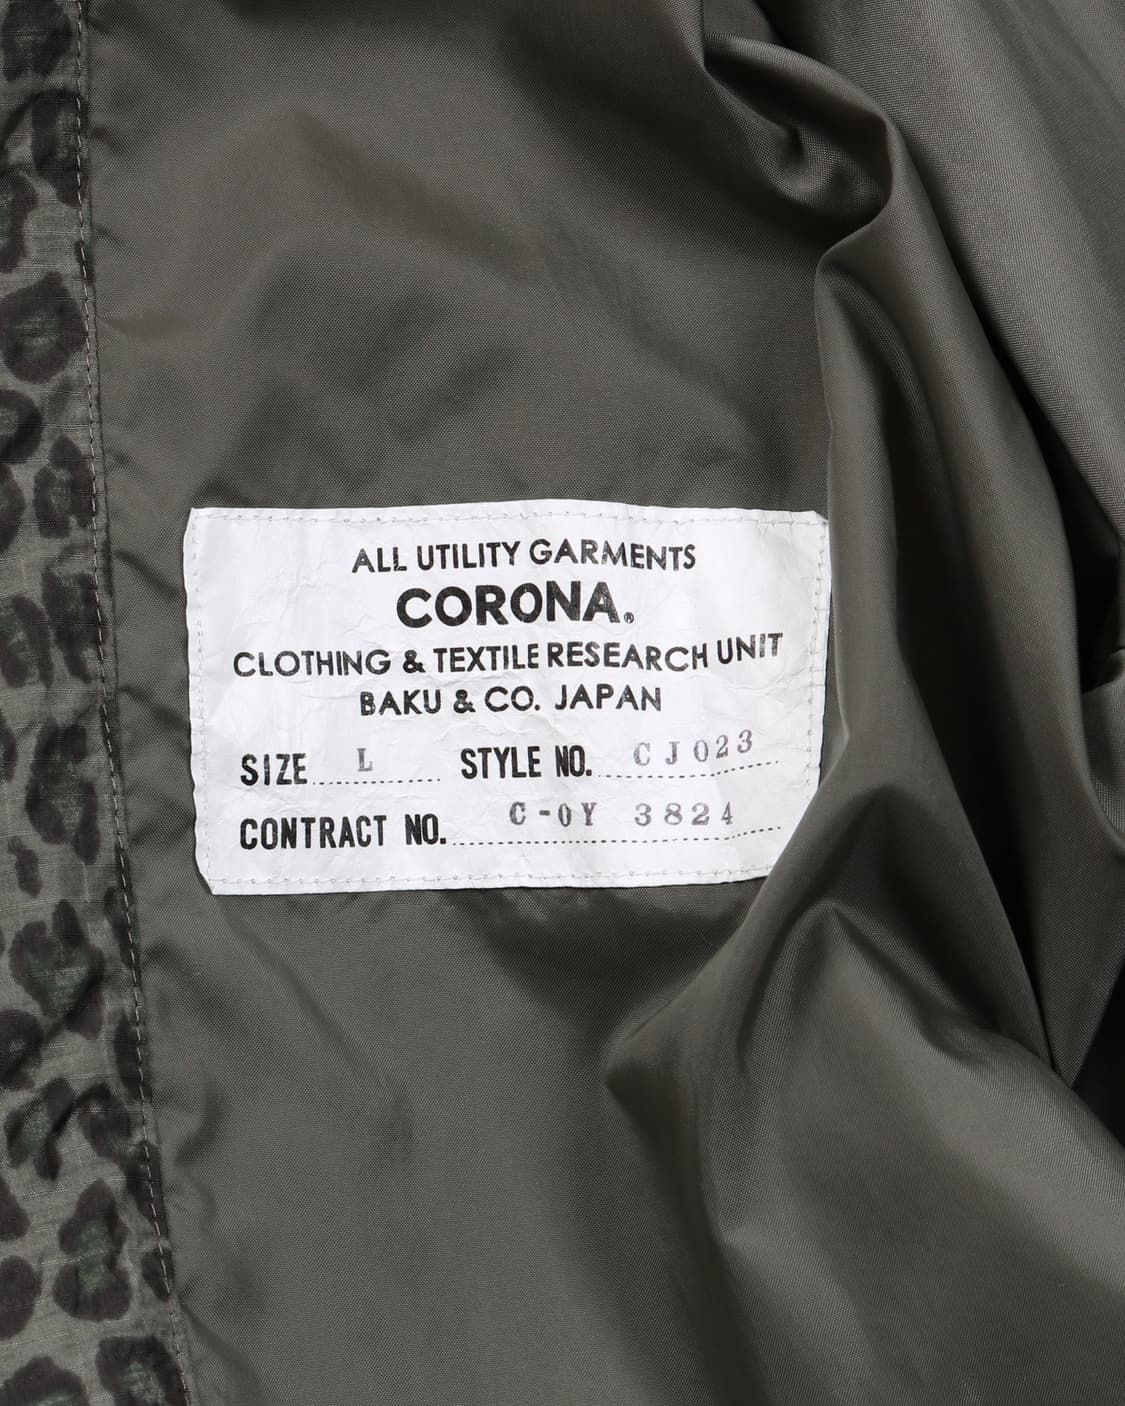 ALL UTILITY GARMENTS
CORONA®
CLOTHING & TEXTILE RESEARCH UNIT
BAKU & CO. JAPAN
SIZE L STYLE NO. CJ023
CONTRACT NO. C-0Y 3824